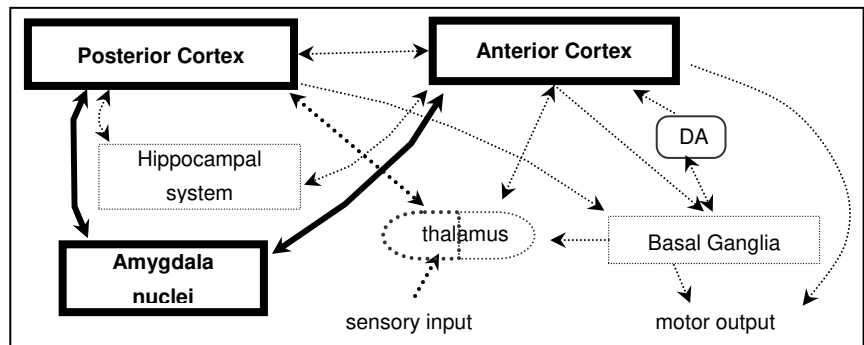 Posterior Cortex
Anterior Cortex
DA
Hippocampal
system
thalamus
Basal Ganglia
Amygdala
nuclei
sensory input
motor output